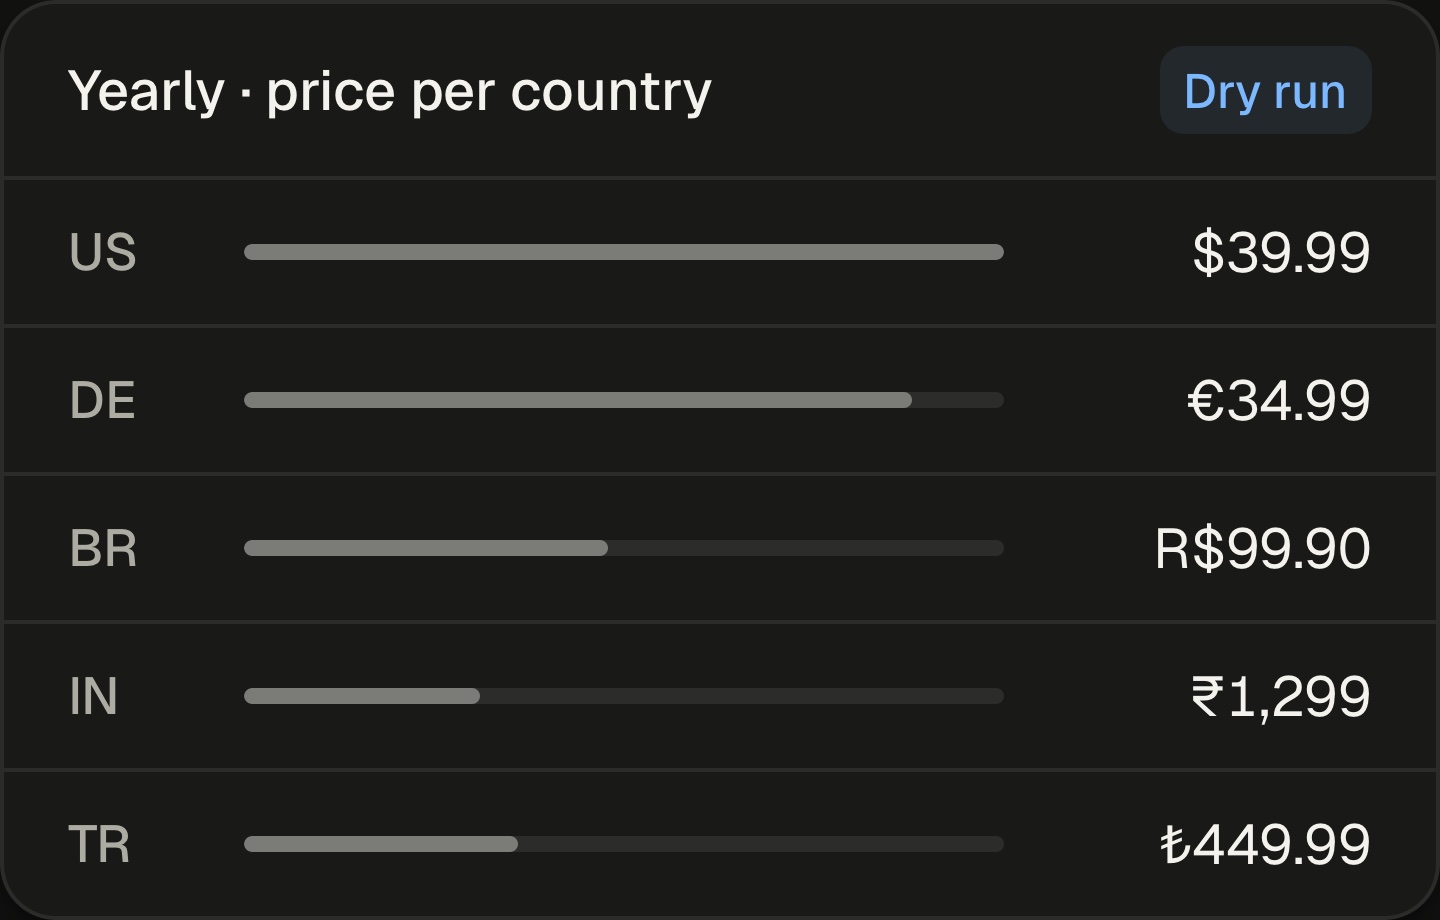 Yearly · price per country
Dry run
US
$39.99
DE
€34.99
BR
R$99.90
IN
₹1,299
TR
₺449.99